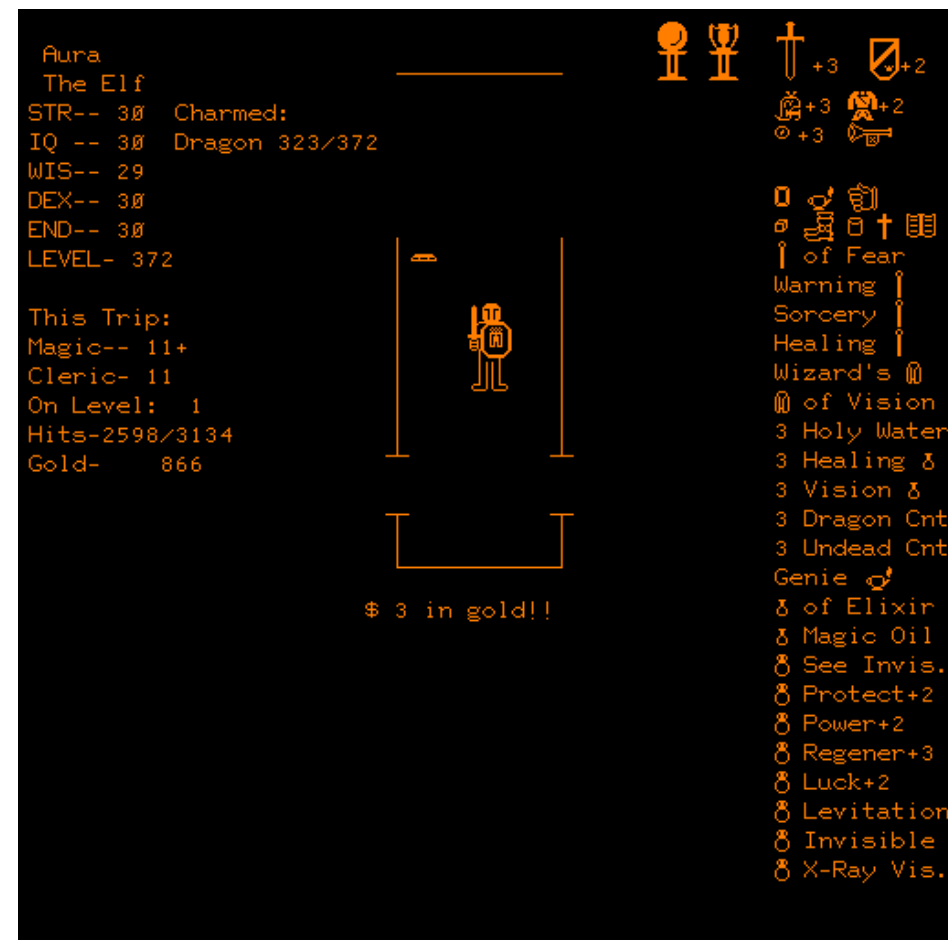 Aura
The Elf
STR-- 30
IQ -- 30
WIS-- 29
DEX-- 30
END-- 30
LEVEL- 372
Charmed:
Dragon 323/372
This Trip:
Magic-- 11+
Cleric- 11
On Level: 1
Hits-2598/3134
Gold- 866
$ 3 in gold!!
+3 +2
+3 +2
+3
of Fear
Warning
Sorcery
Healing
Wizard's
of Vision
3 Holy Water
3 Healing
3 Vision
3 Dragon Cnt
3 Undead Cnt
Genie
of Elixir
Magic Oil
See Invis.
Protect+2
Power+2
Regener+3
Luck+2
Levitation
Invisible
X-Ray Vis.